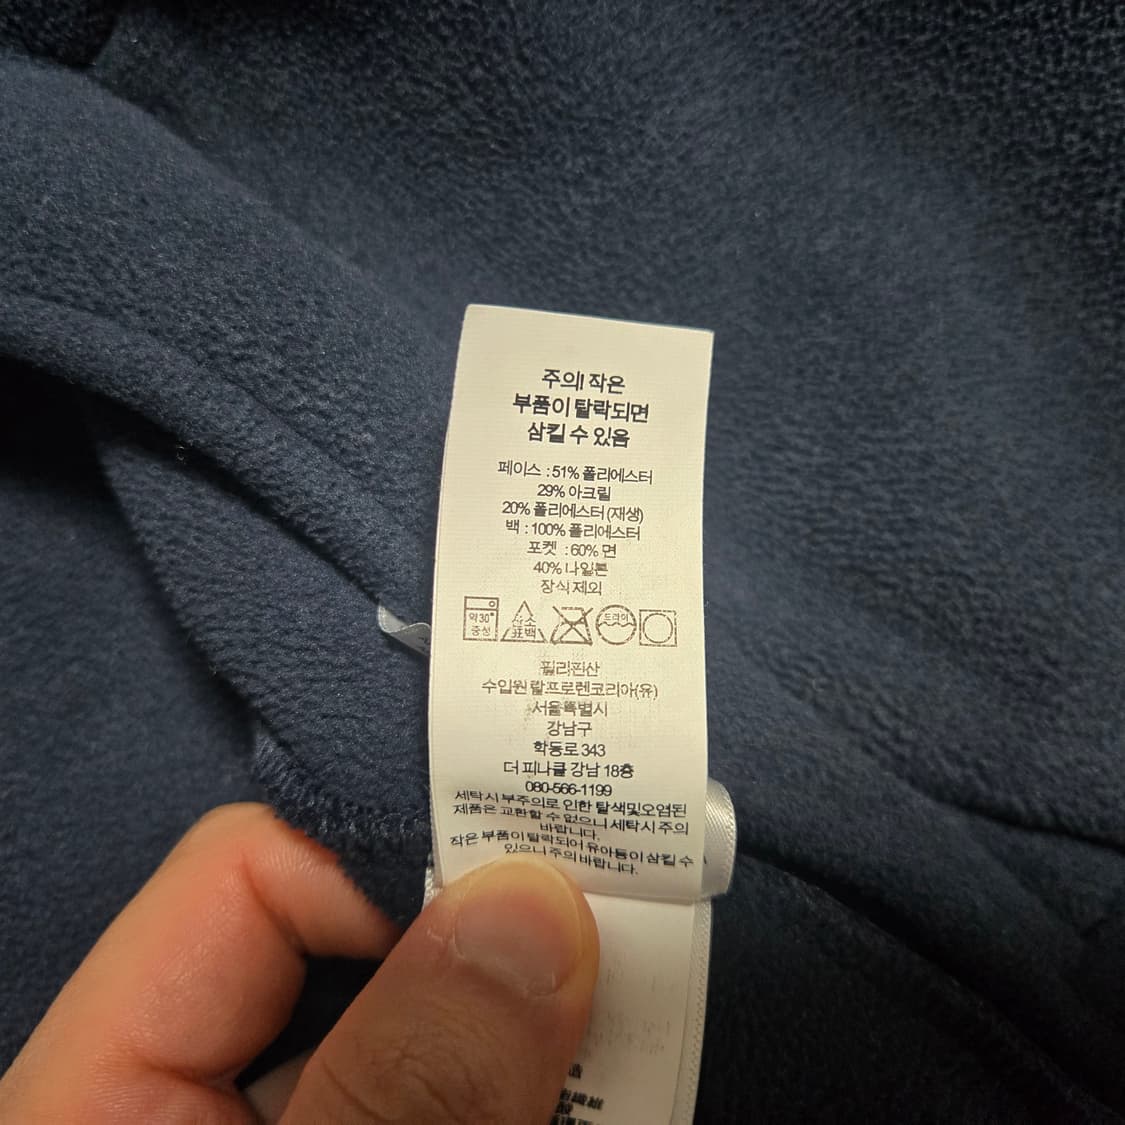 주의! 작은
부품이 탈락되면
삼킬 수 있음
페이스 : 51% 폴리에스터
29% 아크릴
20% 폴리에스터 (재생)
백 : 100% 폴리에스터
포켓 : 60% 면
40% 나일론
장식 제외
약30°
중성
산소
표백
드라이
필리핀산
수입원 랄프로렌코리아(유)
서울특별시
강남구
학동로 343
더 피나클 강남 18층
080-566-1199
세탁시 부주의로 인한 탈색및오염된
제품은 교환할 수 없으니 세탁시 주의
바랍니다.
작은 부품이 탈락되어 유아등이 삼킬 수
있으니 주의 바랍니다.